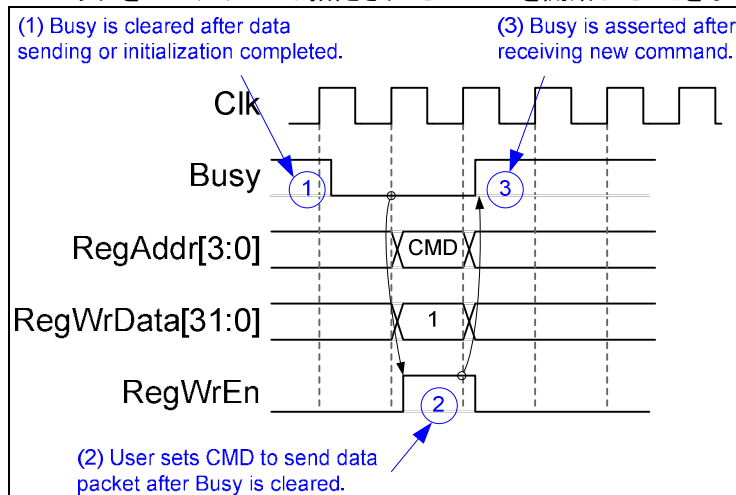 (1) Busy is cleared after data
sending or initialization completed.
(3) Busy is asserted after
receiving new command.
Clk
Busy
1
3
RegAddr[3:0]
CMD
RegWrData[31:0]
1
RegWrEn
2
(2) User sets CMD to send data
packet after Busy is cleared.